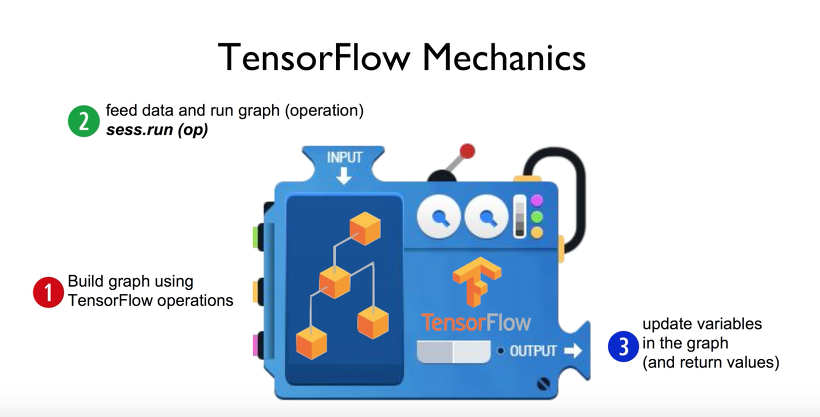 TensorFlow Mechanics
2 feed data and run graph (operation)
sess.run (op)
INPUT
1 Build graph using
TensorFlow operations
TensorFlow
OUTPUT
3 update variables
in the graph
(and return values)